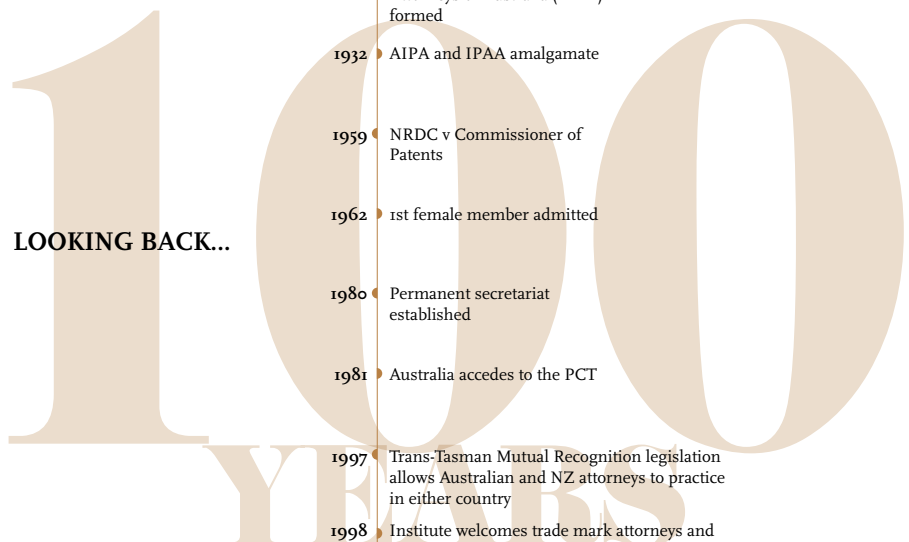 formed
1932 AIPA and IPAA amalgamate
1959 NRDC v Commissioner of
Patents
1962 1st female member admitted
LOOKING BACK...
1980 Permanent secretariat
established
1981 Australia accedes to the PCT
1997 Trans-Tasman Mutual Recognition legislation
allows Australian and NZ attorneys to practice
in either country
1998 Institute welcomes trade mark attorneys and
100
YEARS